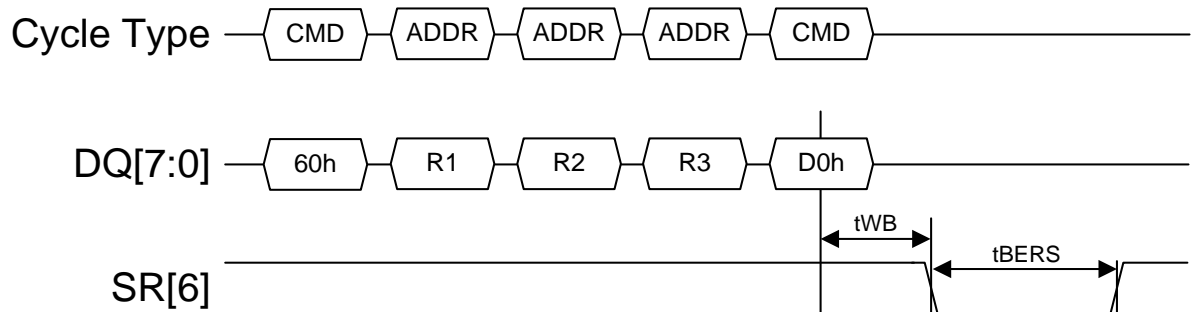 Cycle Type CMD ADDR ADDR ADDR CMD
DQ[7:0] 60h R1 R2 R3 D0h
tWB
tBERS
SR[6]